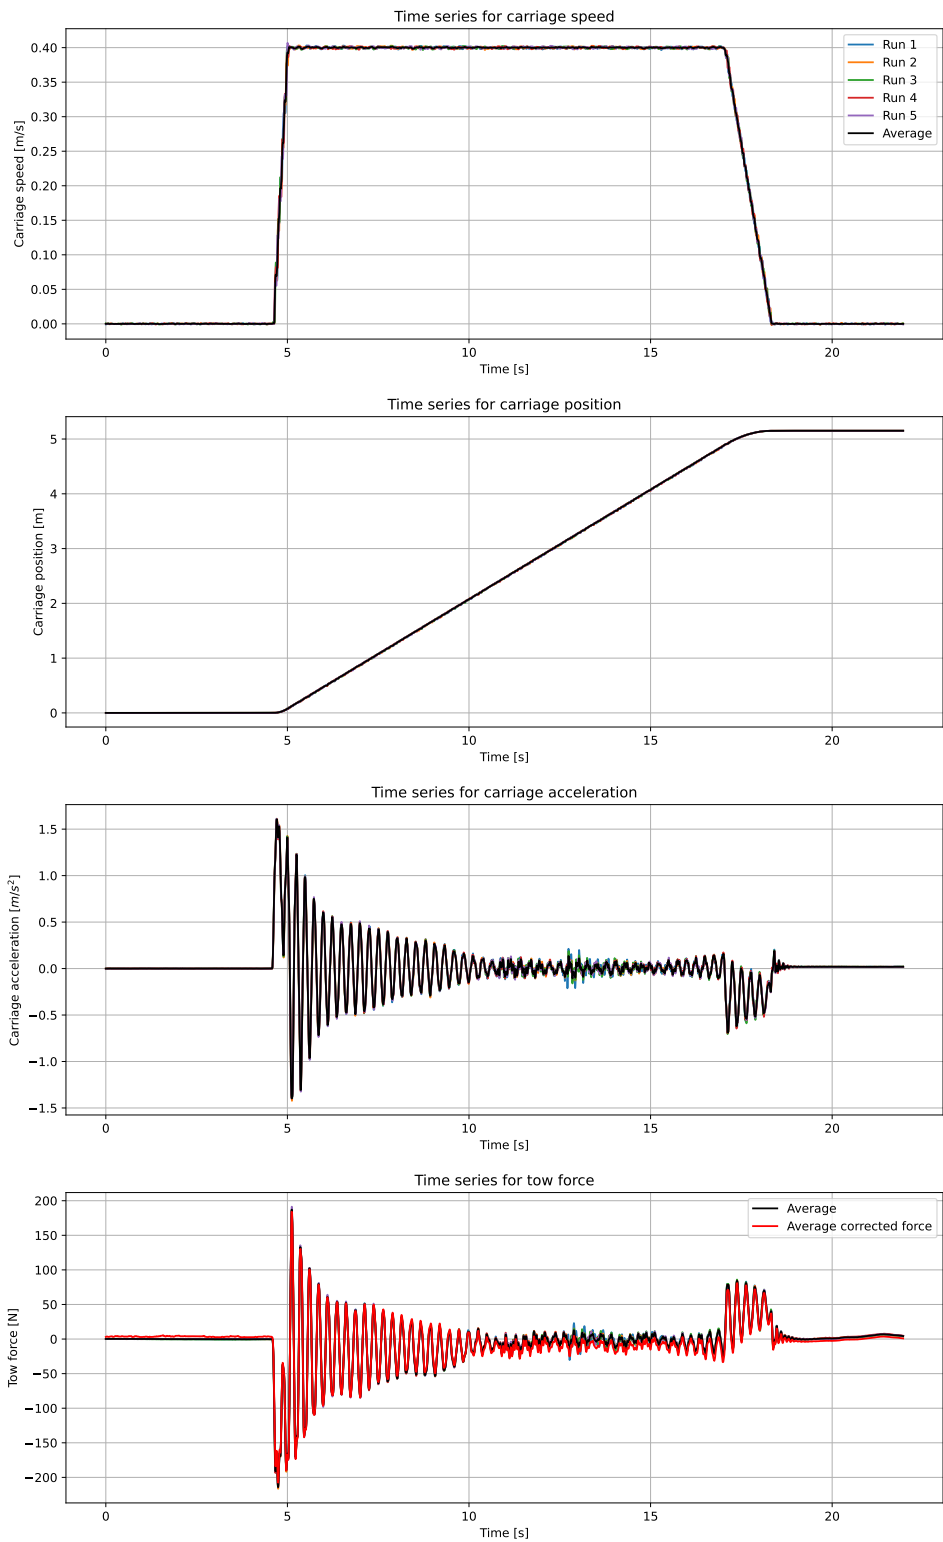 Time series for carriage speed
Carriage speed [m/s]
0.40
0.35
0.30
0.25
0.20
0.15
0.10
0.05
0.00
Run 1
Run 2
Run 3
Run 4
Run 5
Average
0 5 10 15 20
Time [s]
Time series for carriage position
Carriage position [m]
5
4
3
2
1
0
0 5 10 15 20
Time [s]
Time series for carriage acceleration
Carriage acceleration [m/s²]
1.5
1.0
0.5
0.0
−0.5
−1.0
−1.5
0 5 10 15 20
Time [s]
Time series for tow force
Tow force [N]
200
150
100
50
0
−50
−100
−150
−200
Average
Average corrected force
0 5 10 15 20
Time [s]